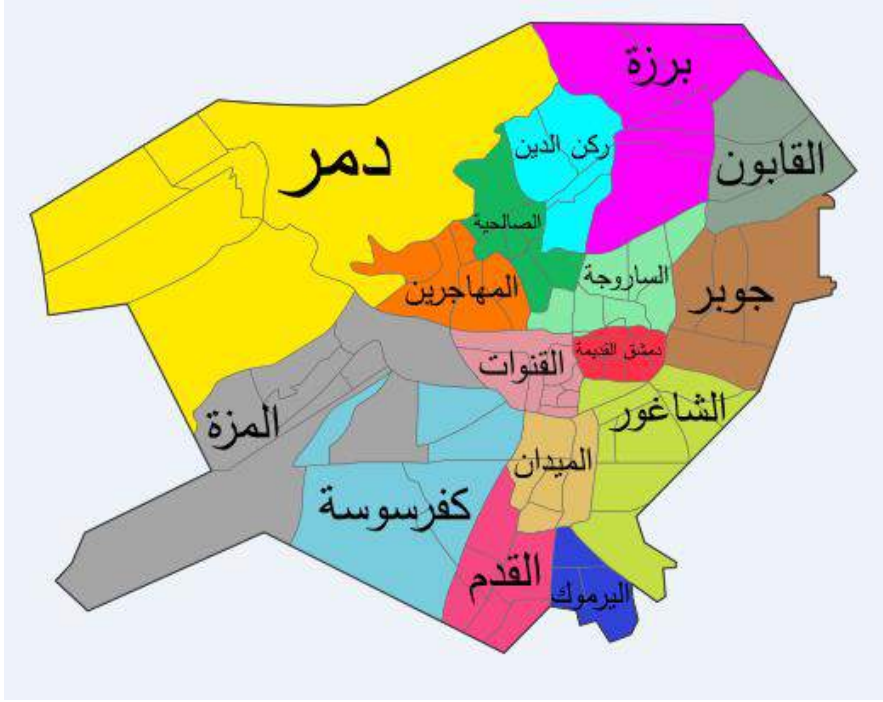 برزة
ركن الدين
دمر
القابون
الصالحية
الساروجة
المهاجرين
جوبر
دمشق القديمة
القنوات
الشاغور
المزة
الميدان
كفرسوسة
القدم
اليرموك